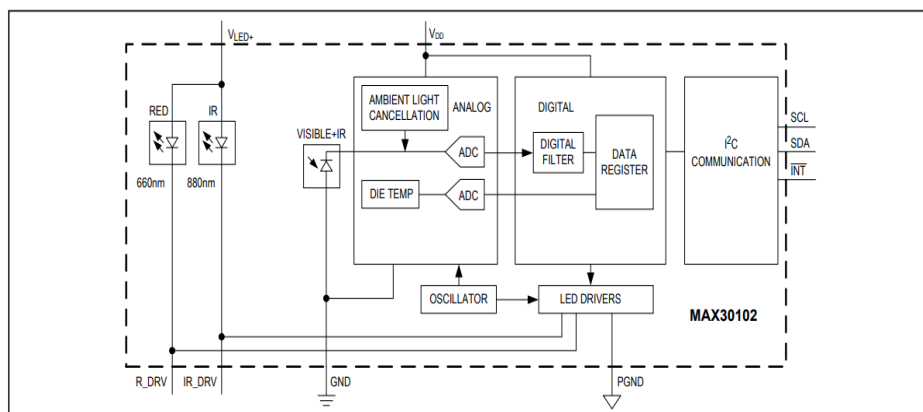 VLED+
VDD
RED
IR
660nm
880nm
VISIBLE+IR
AMBIENT LIGHT
CANCELLATION
ANALOG
ADC
DIE TEMP
ADC
DIGITAL
DIGITAL
FILTER
DATA
REGISTER
I²C
COMMUNICATION
SCL
SDA
INT
OSCILLATOR
LED DRIVERS
MAX30102
R_DRV
IR_DRV
GND
PGND